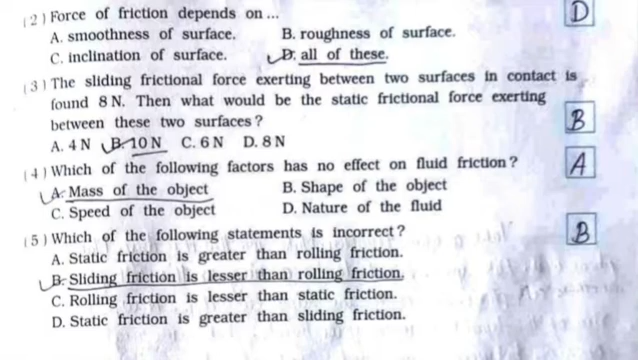 (2) Force of friction depends on ... D
A. smoothness of surface. B. roughness of surface.
C. inclination of surface. D. all of these.
(3) The sliding frictional force exerting between two surfaces in contact is
found 8 N. Then what would be the static frictional force exerting
between these two surfaces? B
A. 4 N B. 10 N C. 6 N D. 8 N
(4) Which of the following factors has no effect on fluid friction? A
A. Mass of the object B. Shape of the object
C. Speed of the object D. Nature of the fluid
(5) Which of the following statements is incorrect? B
A. Static friction is greater than rolling friction.
B. Sliding friction is lesser than rolling friction.
C. Rolling friction is lesser than static friction.
D. Static friction is greater than sliding friction.